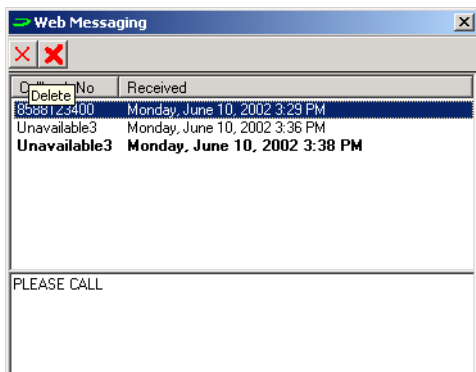 Web Messaging
No Received
Delete
8588123400 Monday, June 10, 2002 3:29 PM
Unavailable3 Monday, June 10, 2002 3:36 PM
Unavailable3 Monday, June 10, 2002 3:38 PM
PLEASE CALL